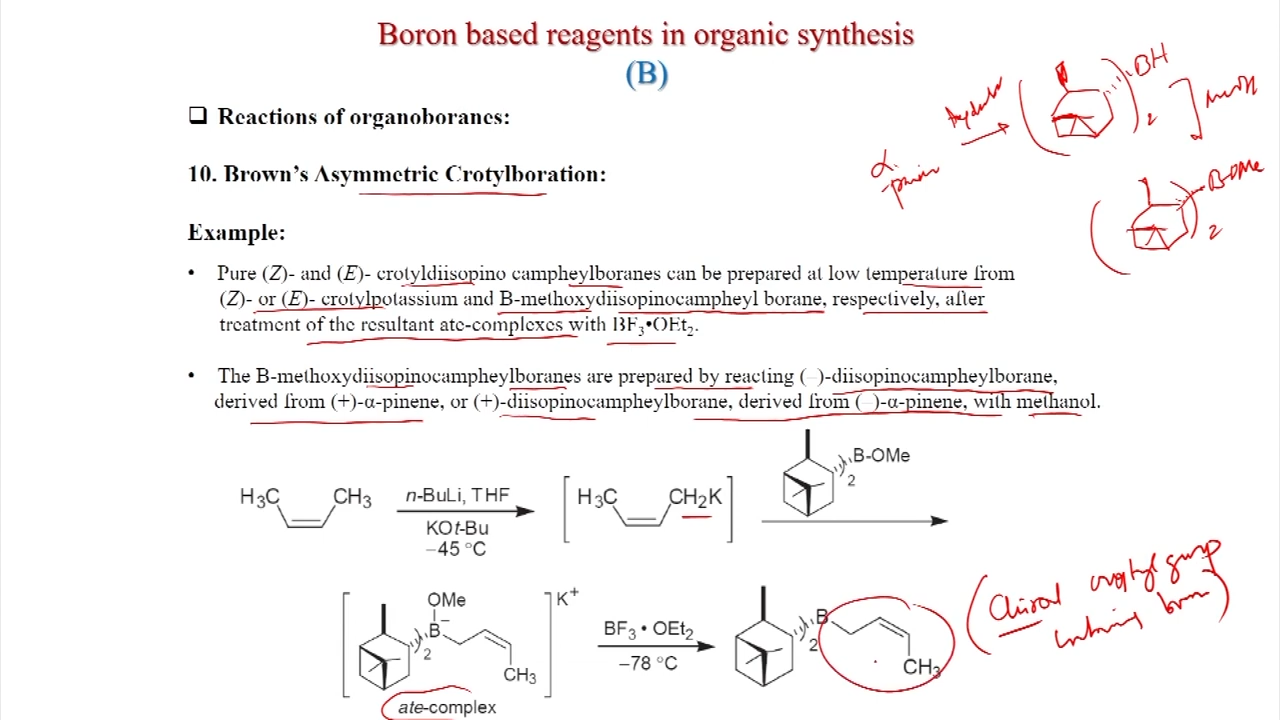 Boron based reagents in organic synthesis
(B)
❑ Reactions of organoboranes:
10. Brown's Asymmetric Crotylboration:
Example:
• Pure (Z)- and (E)- crotyldiisopino campheylboranes can be prepared at low temperature from
(Z)- or (E)- crotylpotassium and B-methoxydiisopinocampheyl borane, respectively, after
treatment of the resultant ate-complexes with BF₃•OEt₂.
• The B-methoxydiisopinocampheylboranes are prepared by reacting (–)-diisopinocampheylborane,
derived from (+)-α-pinene, or (+)-diisopinocampheylborane, derived from (–)-α-pinene, with methanol.
BH
2
MeOH
α-
B-OMe
2
H₃C CH₃
n-BuLi, THF
KOt-Bu
−45 °C
H₃C CH₂K
B-OMe
2
OMe
B−
2
CH₃
K⁺
ate-complex
BF₃ • OEt₂
−78 °C
B
2
CH₃
(Chiral crotyl group
containing boron)